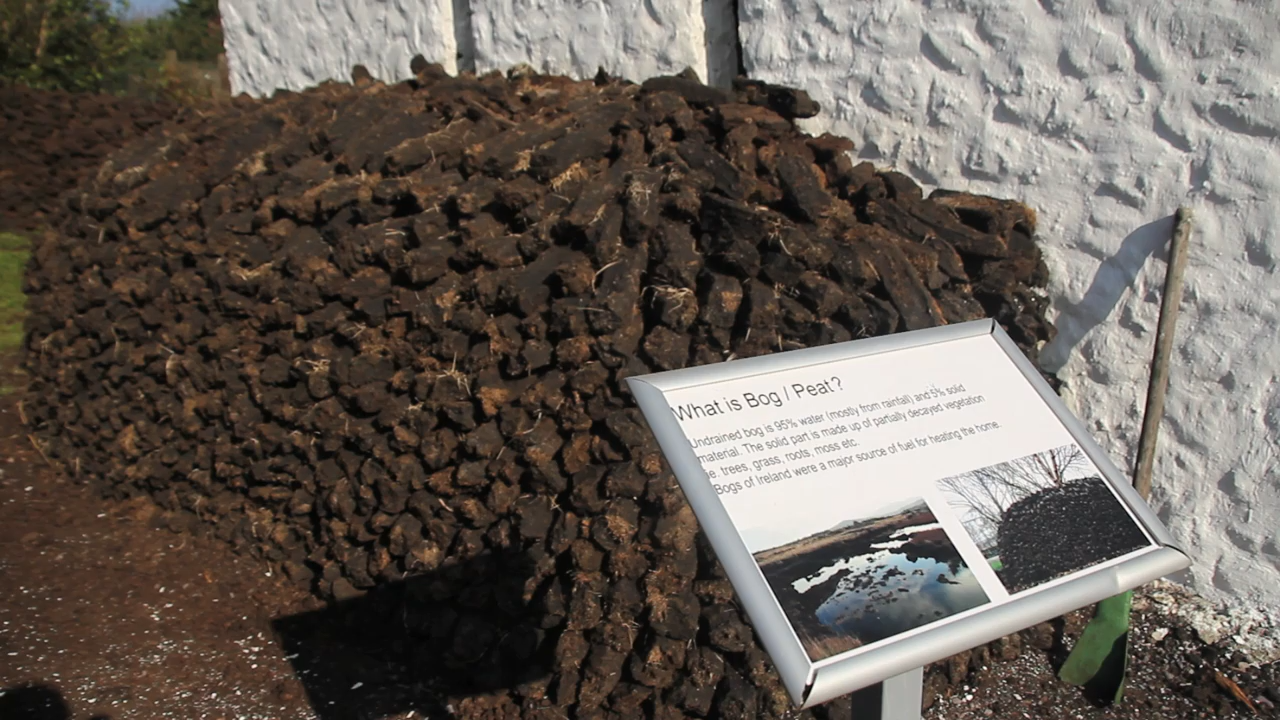 What is Bog / Peat?
Undrained bog is 95% water (mostly from rainfall) and 5% solid
material. The solid part is made up of partially decayed vegetation
ie. trees, grass, roots, moss etc.
Bogs of Ireland were a major source of fuel for heating the home.